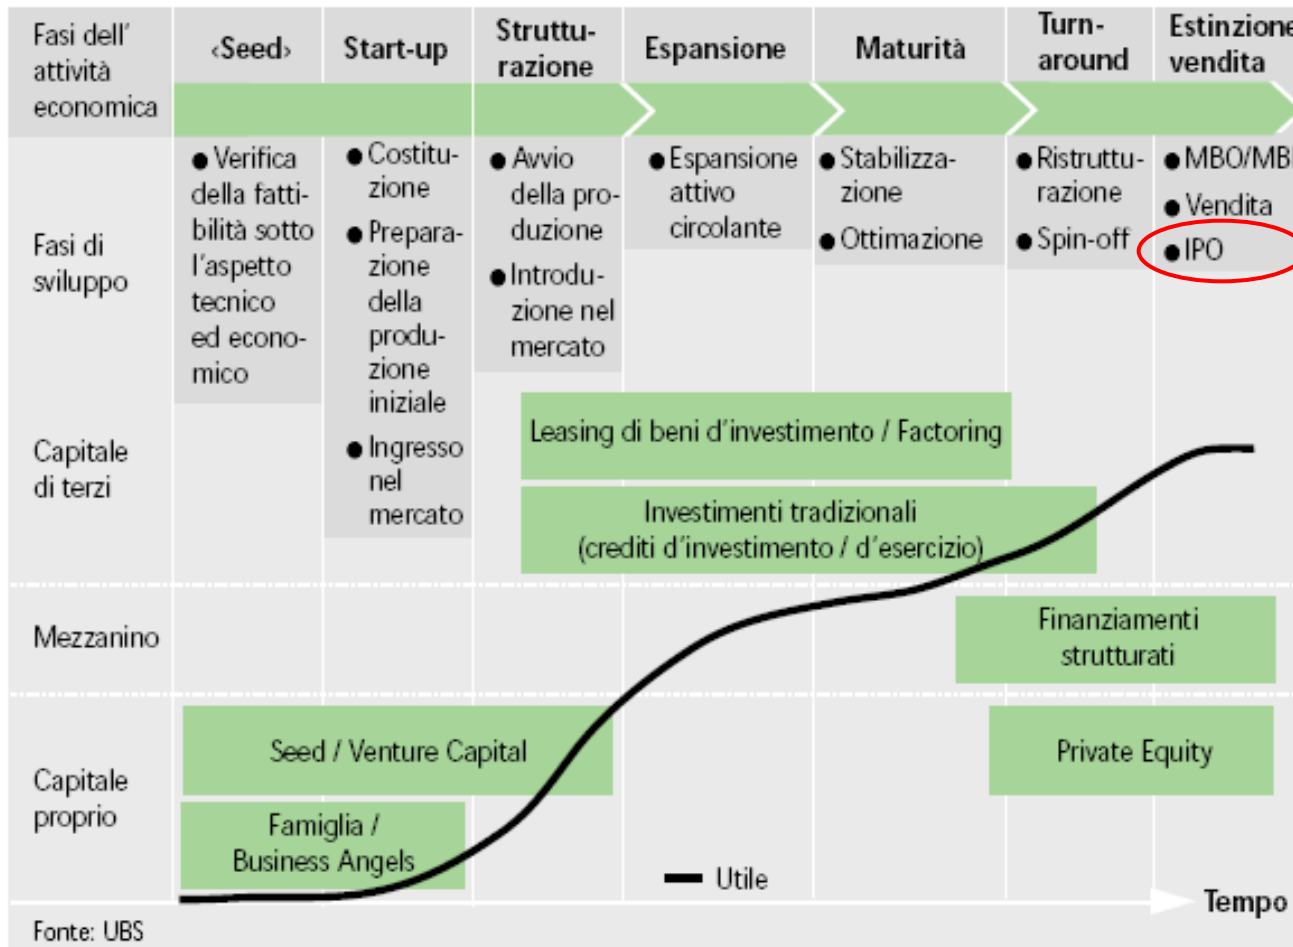 Fasi dell'
attività
economica
‹Seed›
Start-up
Struttu-
razione
Espansione
Maturità
Turn-
around
Estinzione
vendita
Fasi di
sviluppo
● Verifica
della fatti-
bilità sotto
l'aspetto
tecnico
ed econo-
mico
● Costitu-
zione
● Prepara-
zione
della
produ-
zione
iniziale
● Ingresso
nel
mercato
● Avvio
della pro-
duzione
● Introdu-
zione nel
mercato
● Espansione
attivo
circolante
● Stabilizza-
zione
● Ottimazione
● Ristruttu-
razione
● Spin-off
● MBO/MB
● Vendita
● IPO
Capitale
di terzi
Leasing di beni d'investimento / Factoring
Investimenti tradizionali
(crediti d'investimento / d'esercizio)
Mezzanino
Finanziamenti
strutturati
Capitale
proprio
Seed / Venture Capital
Private Equity
Famiglia /
Business Angels
Utile
Tempo
Fonte: UBS